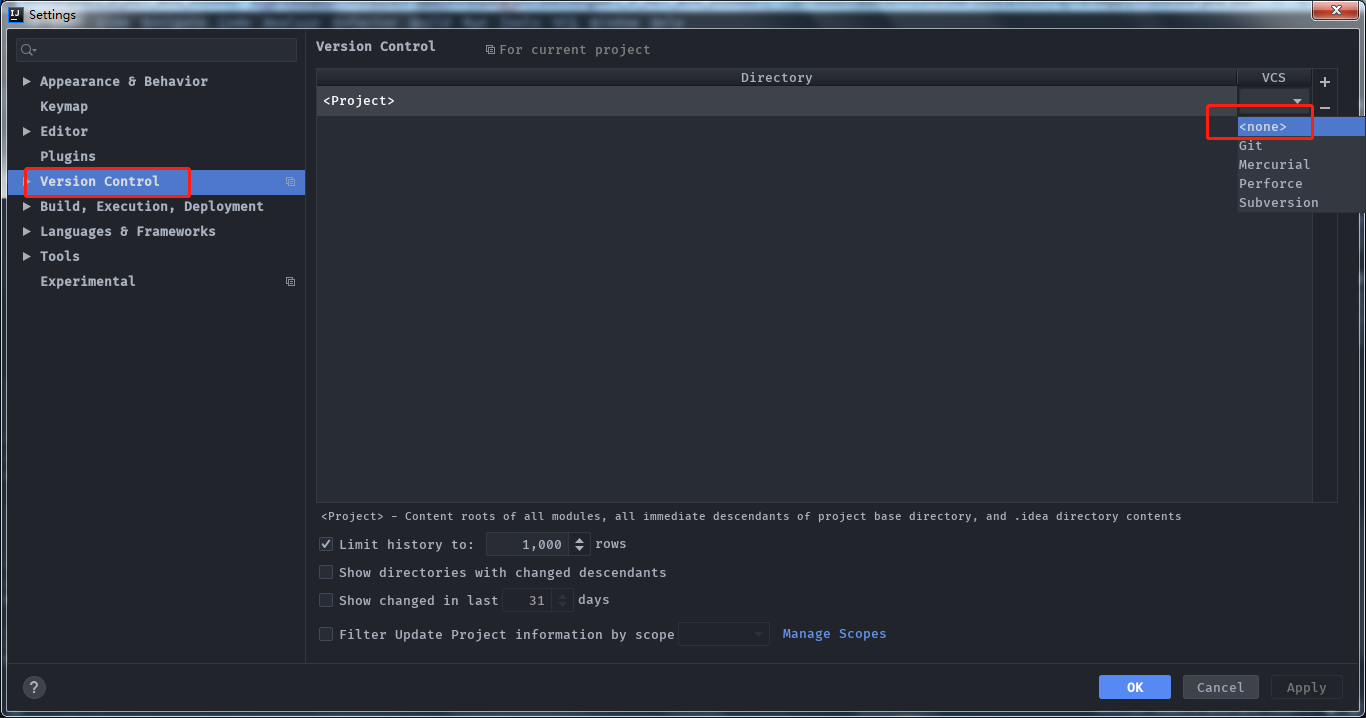 IJ Settings
Version Control For current project
Appearance & Behavior
Keymap
Editor
Plugins
Version Control
Build, Execution, Deployment
Languages & Frameworks
Tools
Experimental
Directory VCS
<Project>
<none>
Git
Mercurial
Perforce
Subversion
<Project> - Content roots of all modules, all immediate descendants of project base directory, and .idea directory contents
Limit history to: 1,000 rows
Show directories with changed descendants
Show changed in last 31 days
Filter Update Project information by scope Manage Scopes
? OK Cancel Apply